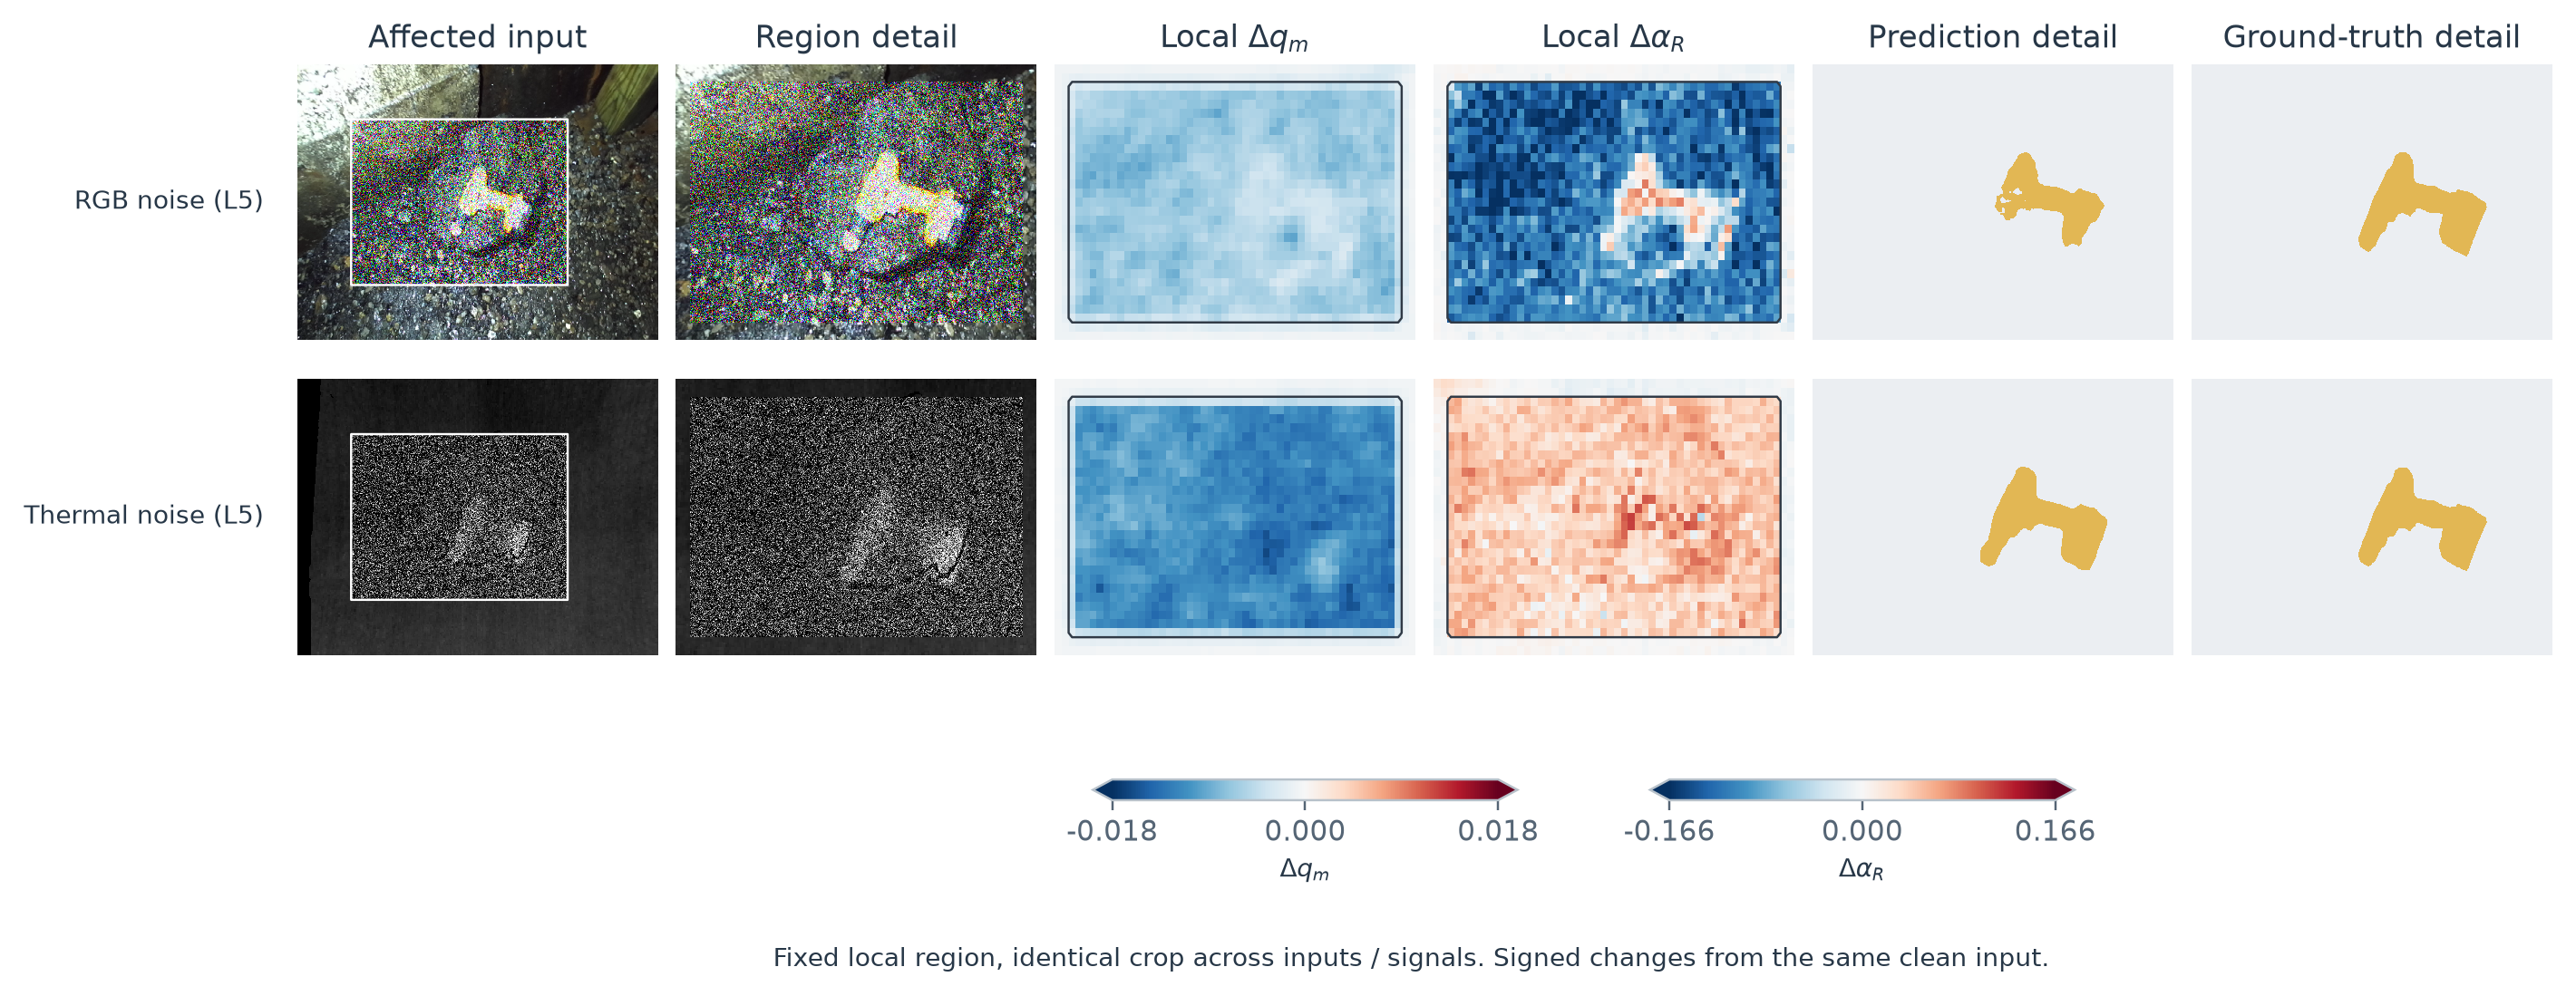 Affected input
Region detail
Local Δqₘ
Local Δα_R
Prediction detail
Ground-truth detail
RGB noise (L5)
Thermal noise (L5)
-0.018 0.000 0.018
Δqₘ
-0.166 0.000 0.166
Δα_R
Fixed local region, identical crop across inputs / signals. Signed changes from the same clean input.